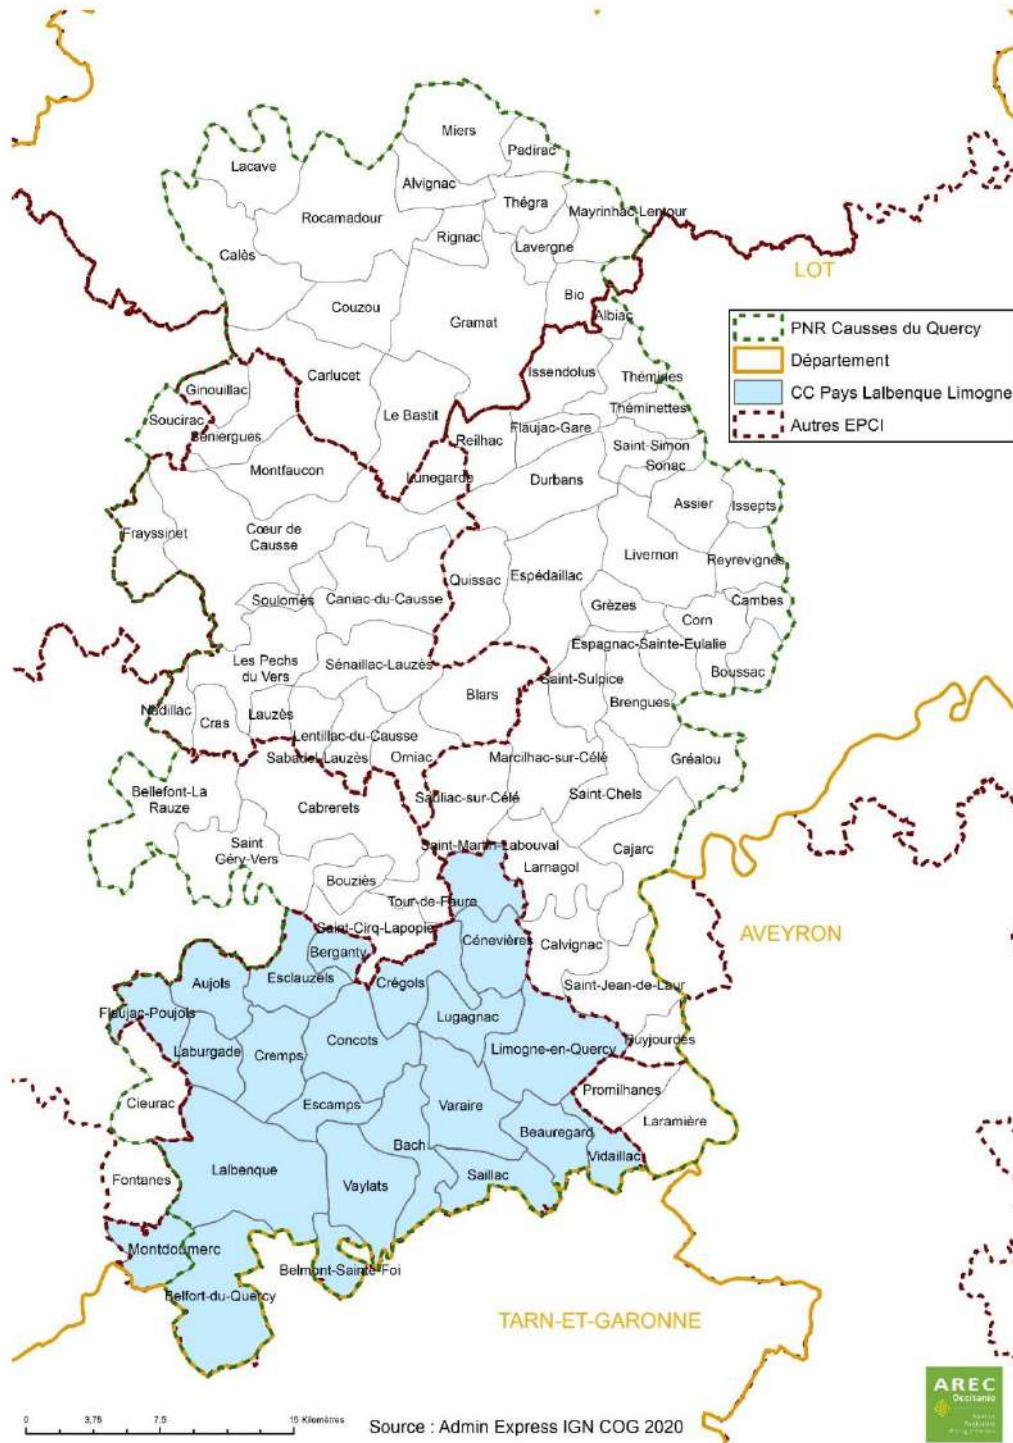 Miers
Padirac
Lacave
Alvignac
Thégra
Rocamadour
Mayrinhac-Lentour
Rignac
Lavergne
Calès
LOT
Bio
Couzou
Albiac
Gramat
PNR Causses du Quercy
Département
CC Pays Lalbenque Limogne
Autres EPCI
Issendolus
Carlucet
Thémines
Ginouillac
Théminettes
Le Bastit
Soucirac
Flaujac-Gare
Séniergues
Reilhac
Saint-Simon
Sonac
Montfaucon
Lunegarde
Durbans
Assier
Issepts
Frayssinet
Cœur de
Causse
Livernon
Reyrevignes
Quissac
Espédaillac
Soulomès
Caniac-du-Causse
Grèzes
Cambes
Corn
Espagnac-Sainte-Eulalie
Les Pechs
du Vers
Sénaillac-Lauzès
Boussac
Saint-Sulpice
Blars
Brengues
Nadillac
Cras
Lauzès
Lentillac-du-Causse
Sabadel-Lauzès
Orniac
Marcilhac-sur-Célé
Gréalou
Bellefont-La
Rauze
Cabrerets
Sauliac-sur-Célé
Saint-Chels
Saint
Géry-Vers
Saint-Martin-Labouval
Cajarc
Larnagol
Bouziès
Tour-de-Faure
Saint-Cirq-Lapopie
AVEYRON
Cénevières
Calvignac
Berganty
Esclauzels
Aujols
Crégols
Saint-Jean-de-Laur
Flaujac-Poujols
Lugagnac
Concots
Puyjourdes
Laburgade
Cremps
Limogne-en-Quercy
Promilhanes
Cieurac
Escamps
Varaire
Laramière
Beauregard
Bach
Vidaillac
Lalbenque
Saillac
Fontanes
Vaylats
Montdoumerc
Belmont-Sainte-Foi
Belfort-du-Quercy
TARN-ET-GARONNE
AREC
Occitanie
0 3,75 7,5 15 Kilomètres
Source : Admin Express IGN COG 2020